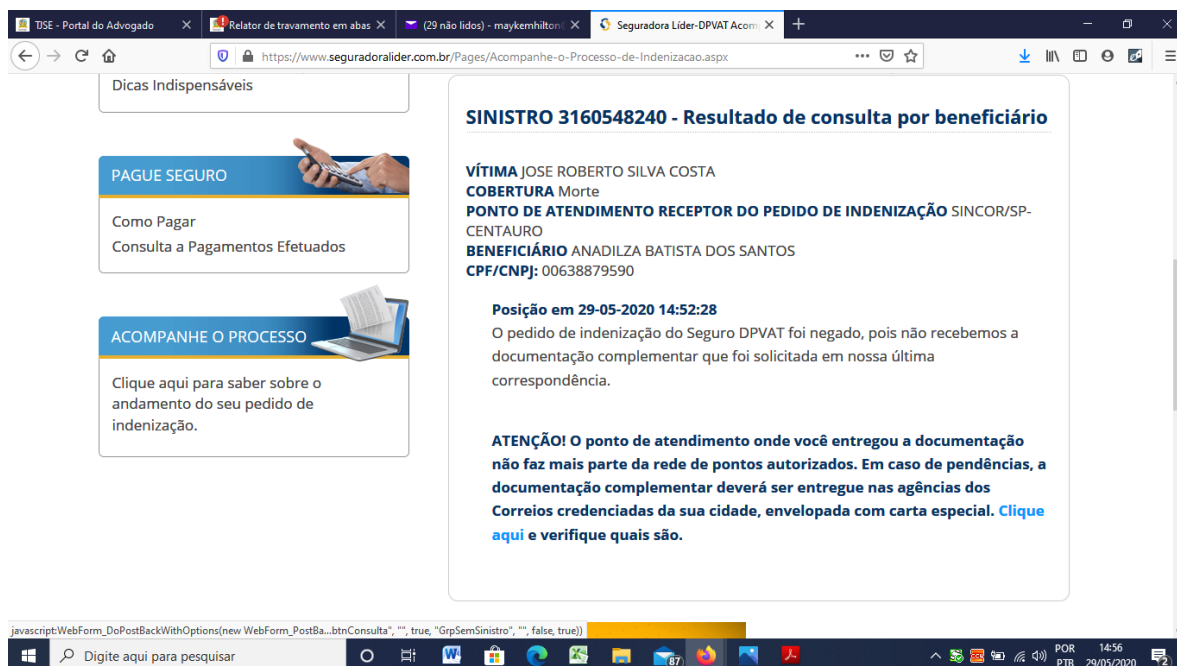 TJSE - Portal do Advogado
Relator de travamento em abas
(29 não lidos) - maykemhilton
Seguradora Líder-DPVAT Acom
https://www.seguradoralider.com.br/Pages/Acompanhe-o-Processo-de-Indenizacao.aspx
Dicas Indispensáveis
PAGUE SEGURO
Como Pagar
Consulta a Pagamentos Efetuados
ACOMPANHE O PROCESSO
Clique aqui para saber sobre o
andamento do seu pedido de
indenização.
SINISTRO 3160548240 - Resultado de consulta por beneficiário
VÍTIMA JOSE ROBERTO SILVA COSTA
COBERTURA Morte
PONTO DE ATENDIMENTO RECEPTOR DO PEDIDO DE INDENIZAÇÃO SINCOR/SP-
CENTAURO
BENEFICIÁRIO ANADILZA BATISTA DOS SANTOS
CPF/CNPJ: 00638879590
Posição em 29-05-2020 14:52:28
O pedido de indenização do Seguro DPVAT foi negado, pois não recebemos a
documentação complementar que foi solicitada em nossa última
correspondência.
ATENÇÃO! O ponto de atendimento onde você entregou a documentação
não faz mais parte da rede de pontos autorizados. Em caso de pendências, a
documentação complementar deverá ser entregue nas agências dos
Correios credenciadas da sua cidade, envelopada com carta especial. Clique
aqui e verifique quais são.
javascript:WebForm_DoPostBackWithOptions(new WebForm_PostBa...btnConsulta", "", true, "GrpSemSinistro", "", false, true))
Digite aqui para pesquisar
87
POR
PTB
14:56
29/05/2020
2